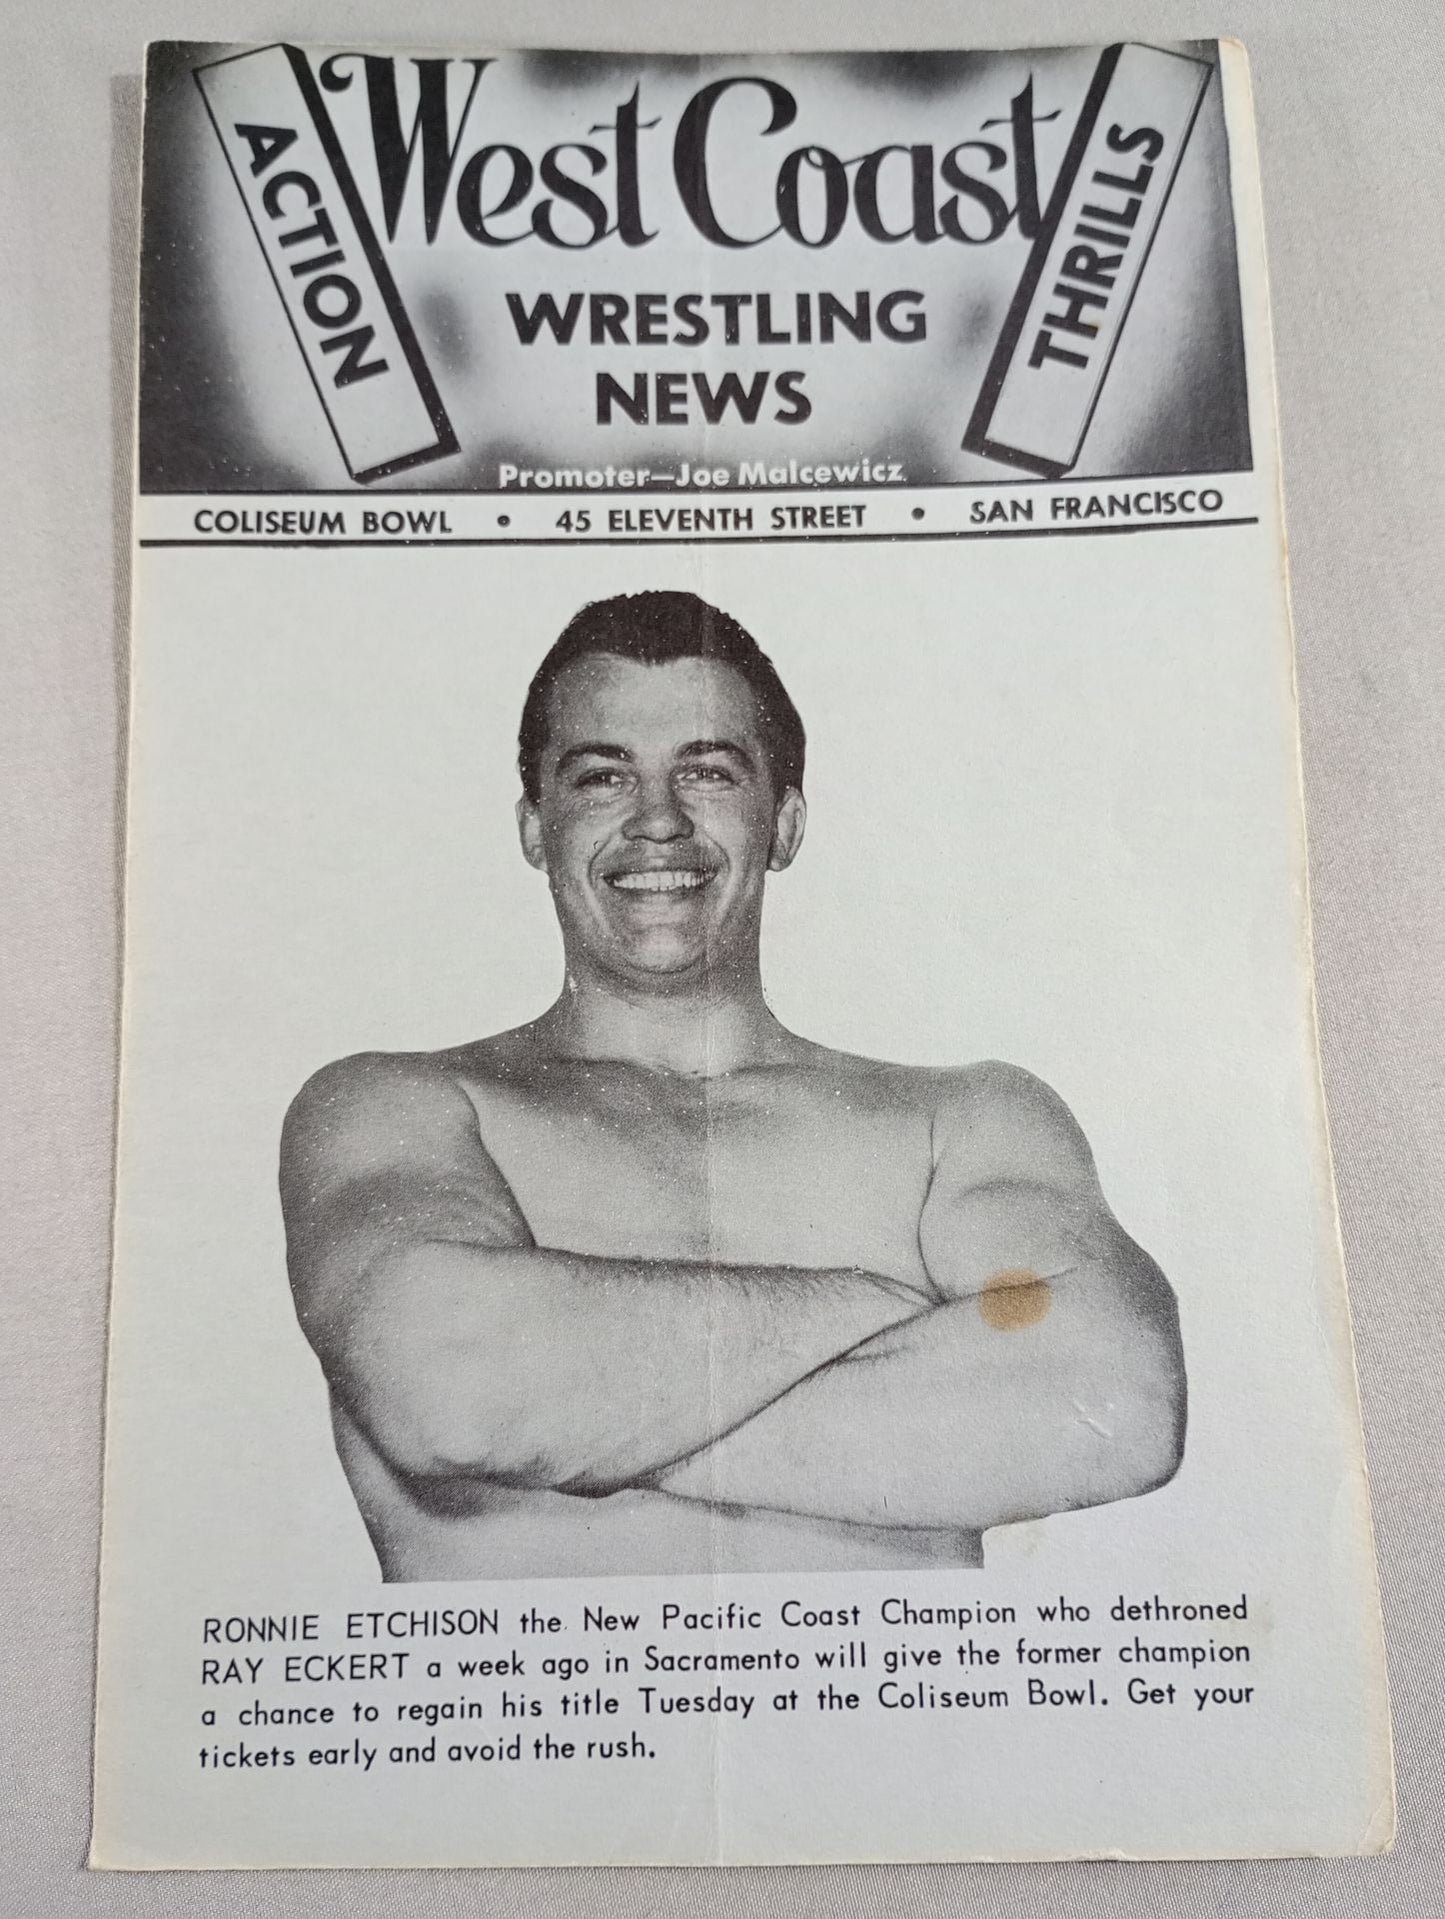 ACTION
West Coast
THRILLS
WRESTLING
NEWS
Promoter—Joe Malcewicz
COLISEUM BOWL • 45 ELEVENTH STREET • SAN FRANCISCO
RONNIE ETCHISON the New Pacific Coast Champion who dethroned
RAY ECKERT a week ago in Sacramento will give the former champion
a chance to regain his title Tuesday at the Coliseum Bowl. Get your
tickets early and avoid the rush.